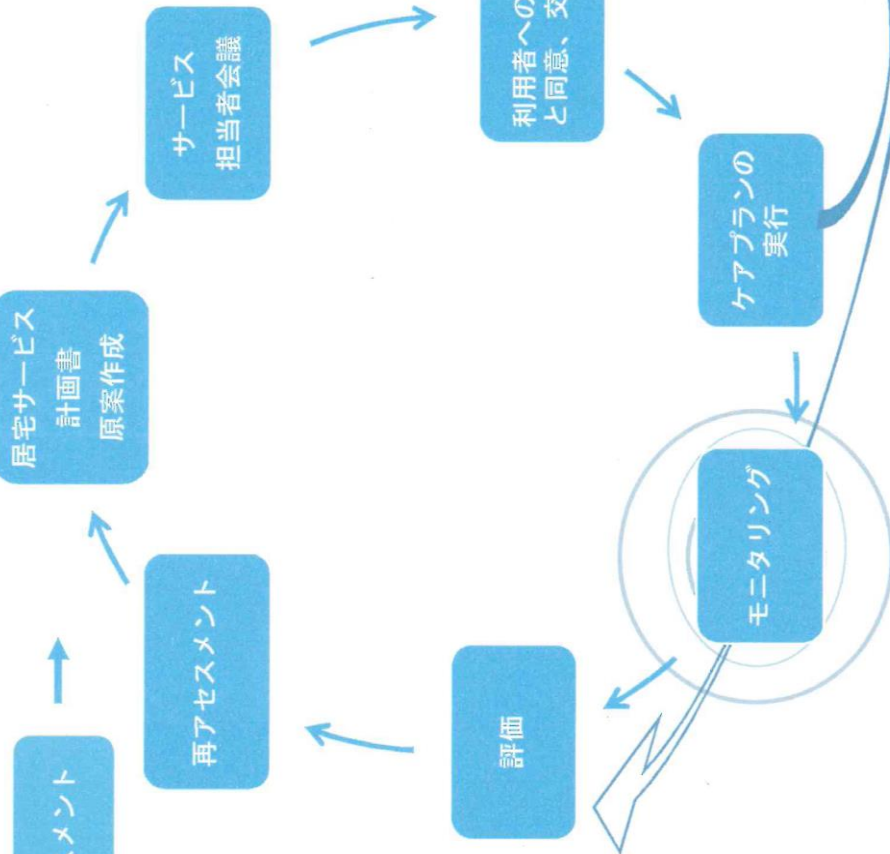 メント
再アセスメント
居宅サービス
計画書
原案作成
サービス
担当者会議
利用者への
と同意、交
ケアプランの
実行
モニタリング
評価